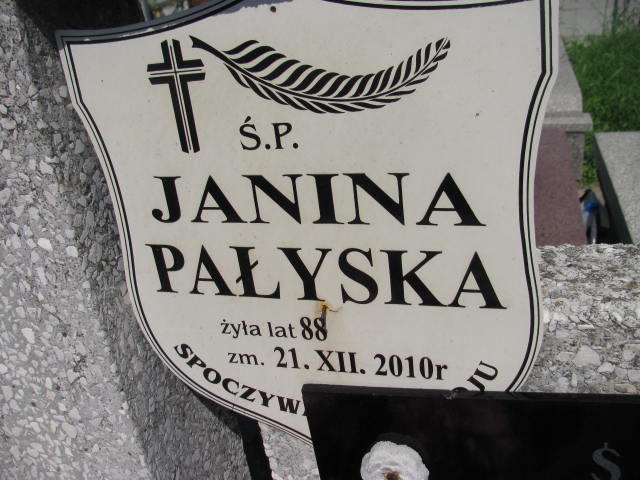 Ś.P.
JANINA
PAŁYSKA
żyła lat 88
zm. 21. XII. 2010r
Ś